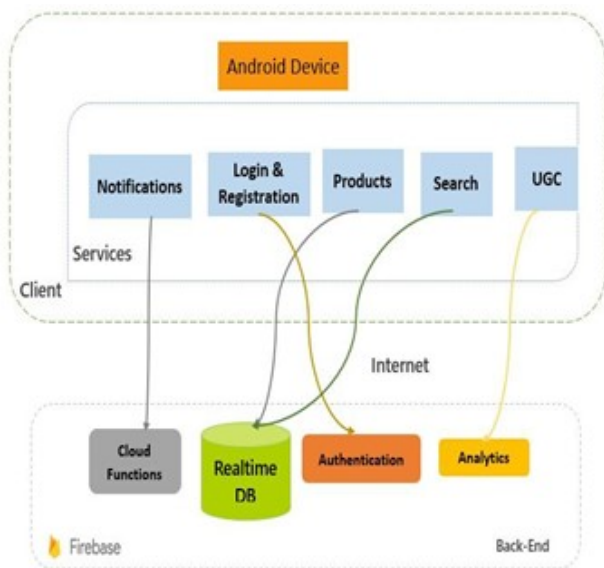 Android Device
Notifications
Login &
Registration
Products
Search
UGC
Services
Client
Internet
Cloud
Functions
Realtime
DB
Authentication
Analytics
Firebase
Back-End